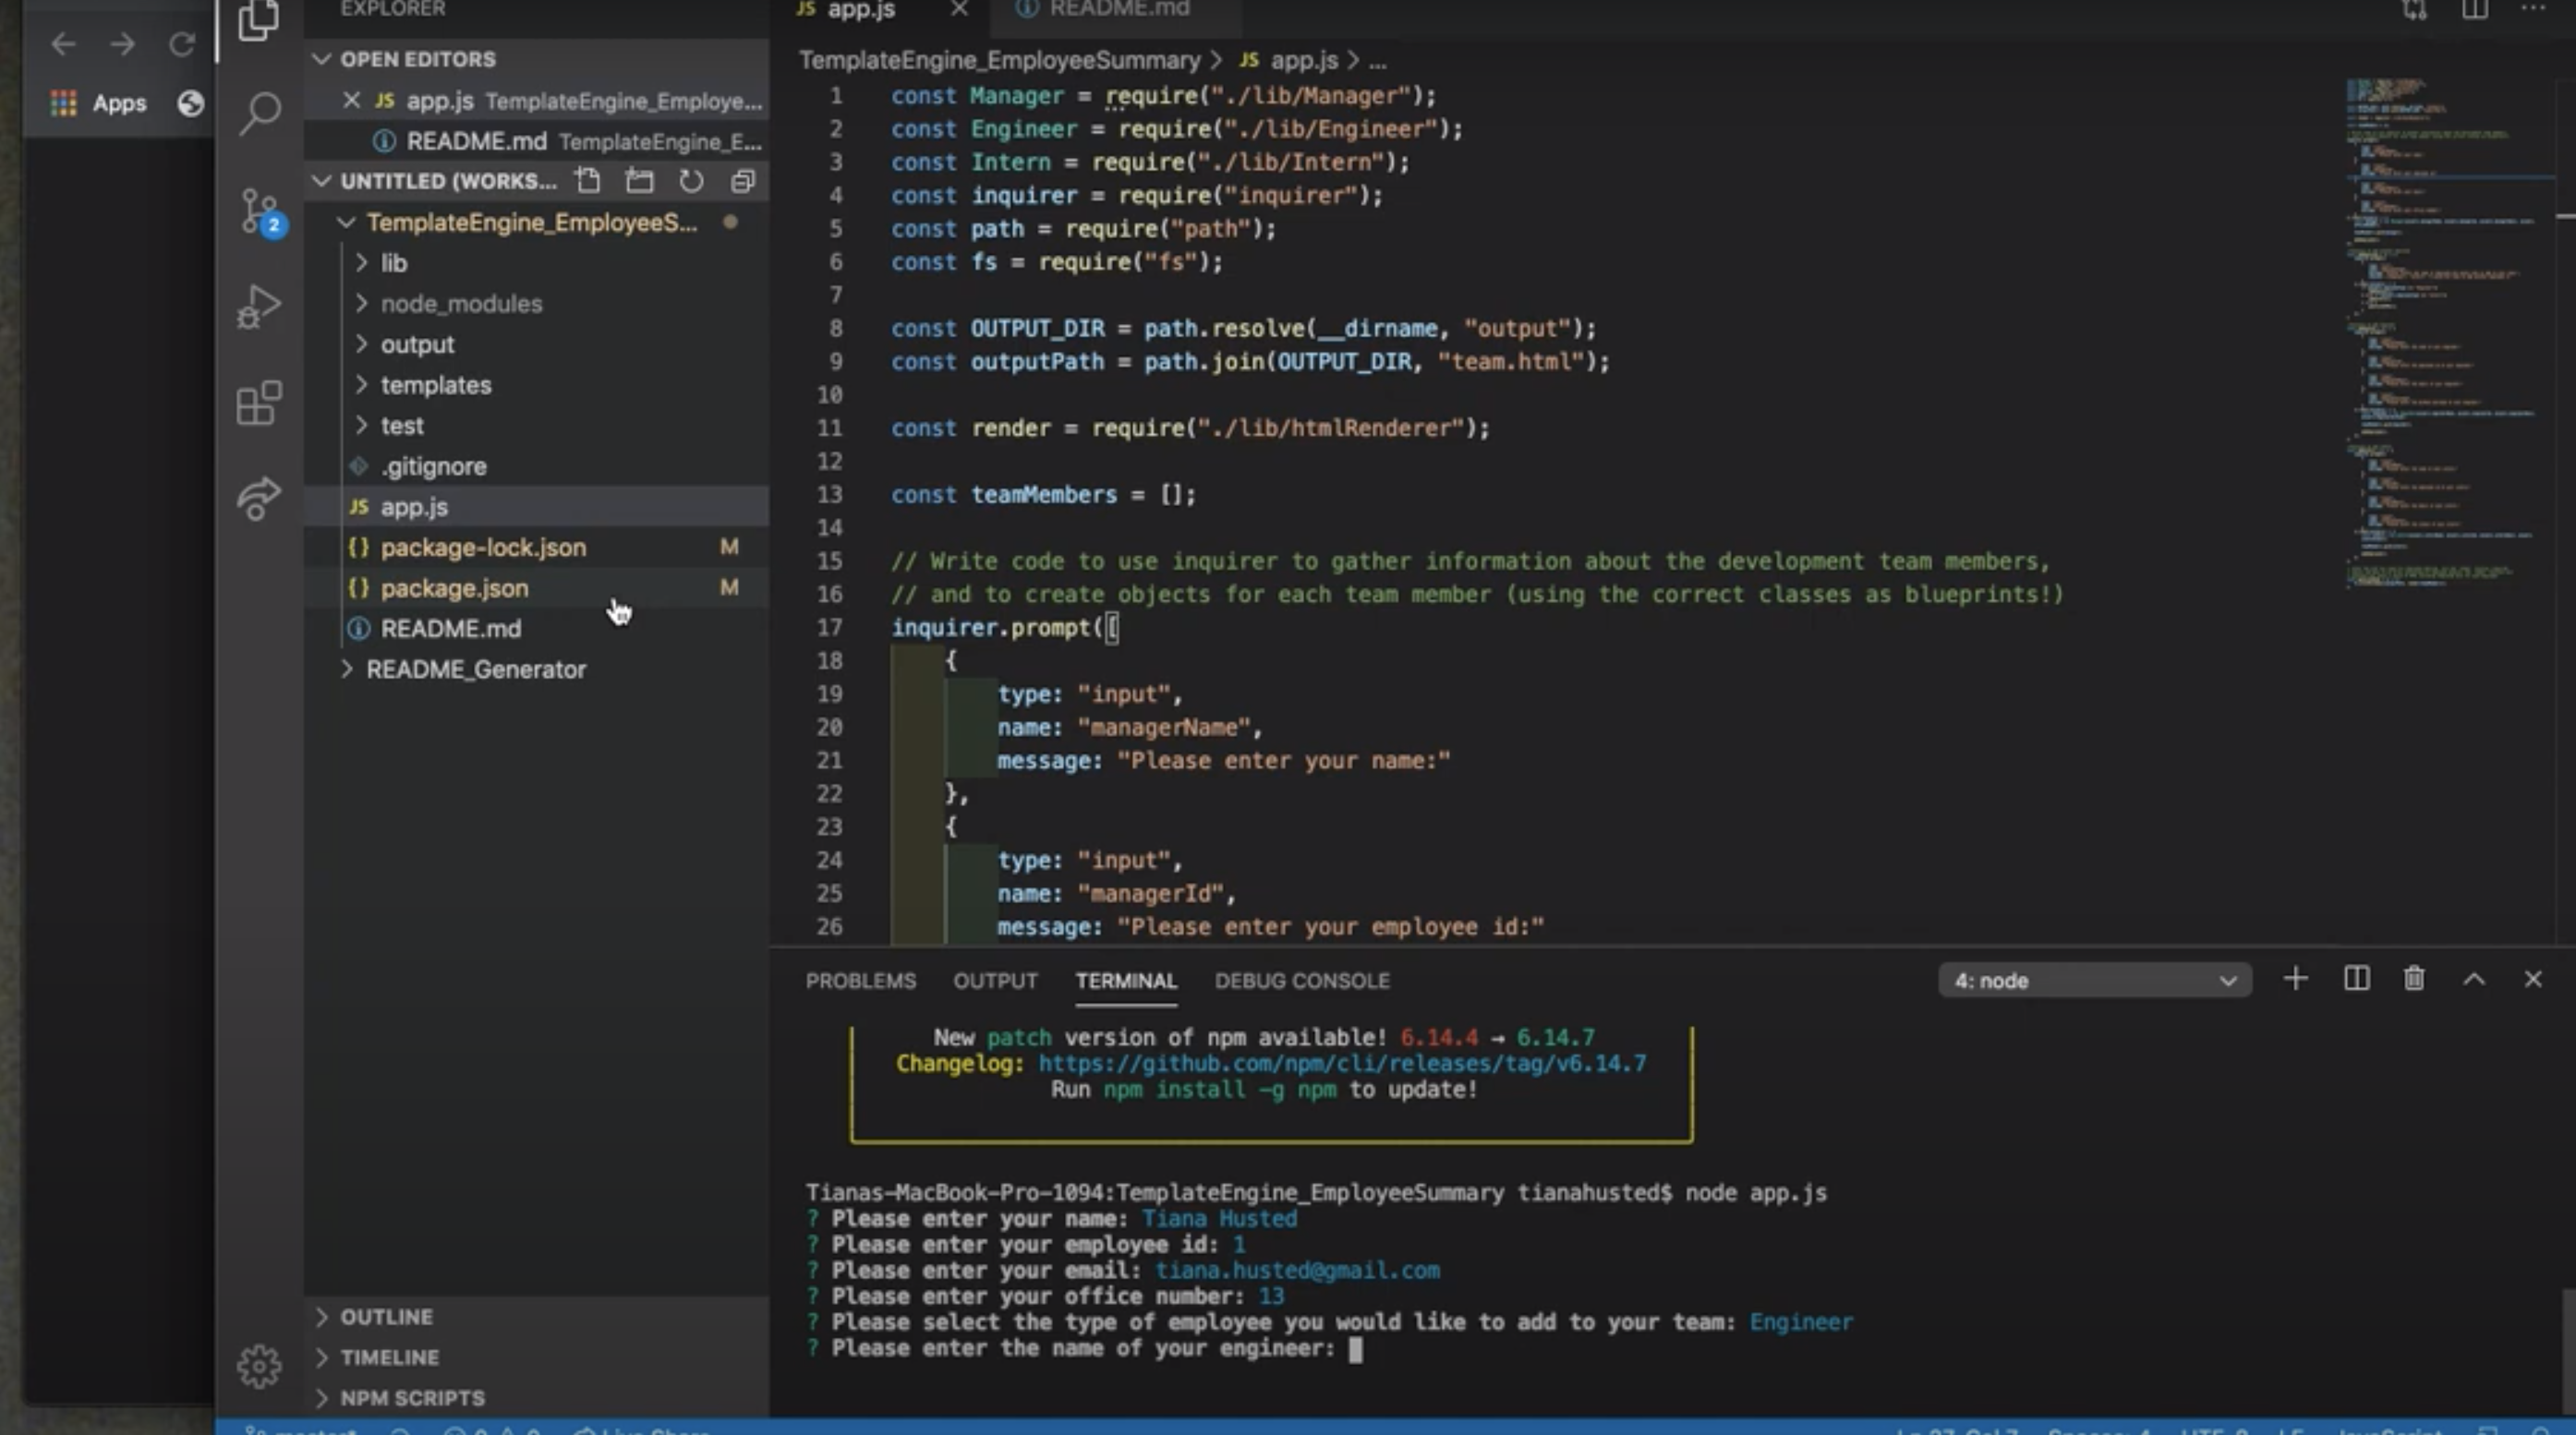 EXPLORER
OPEN EDITORS
JS app.js TemplateEngine_Employe...
README.md TemplateEngine_E...
UNTITLED (WORKS...
TemplateEngine_EmployeeS...
lib
node_modules
output
templates
test
.gitignore
JS app.js
{} package-lock.json M
{} package.json M
README.md
README_Generator
OUTLINE
TIMELINE
NPM SCRIPTS
Apps
2
JS app.js
README.md
TemplateEngine_EmployeeSummary > JS app.js > ...
1 const Manager = require("./lib/Manager");
2 const Engineer = require("./lib/Engineer");
3 const Intern = require("./lib/Intern");
4 const inquirer = require("inquirer");
5 const path = require("path");
6 const fs = require("fs");
7
8 const OUTPUT_DIR = path.resolve(__dirname, "output");
9 const outputPath = path.join(OUTPUT_DIR, "team.html");
10
11 const render = require("./lib/htmlRenderer");
12
13 const teamMembers = [];
14
15 // Write code to use inquirer to gather information about the development team members,
16 // and to create objects for each team member (using the correct classes as blueprints!)
17 inquirer.prompt([
18 {
19 type: "input",
20 name: "managerName",
21 message: "Please enter your name:"
22 },
23 {
24 type: "input",
25 name: "managerId",
26 message: "Please enter your employee id:"
PROBLEMS OUTPUT TERMINAL DEBUG CONSOLE
4: node
New patch version of npm available! 6.14.4 → 6.14.7
Changelog: https://github.com/npm/cli/releases/tag/v6.14.7
Run npm install -g npm to update!
Tianas-MacBook-Pro-1094:TemplateEngine_EmployeeSummary tianahusted$ node app.js
? Please enter your name: Tiana Husted
? Please enter your employee id: 1
? Please enter your email: tiana.husted@gmail.com
? Please enter your office number: 13
? Please select the type of employee you would like to add to your team: Engineer
? Please enter the name of your engineer: